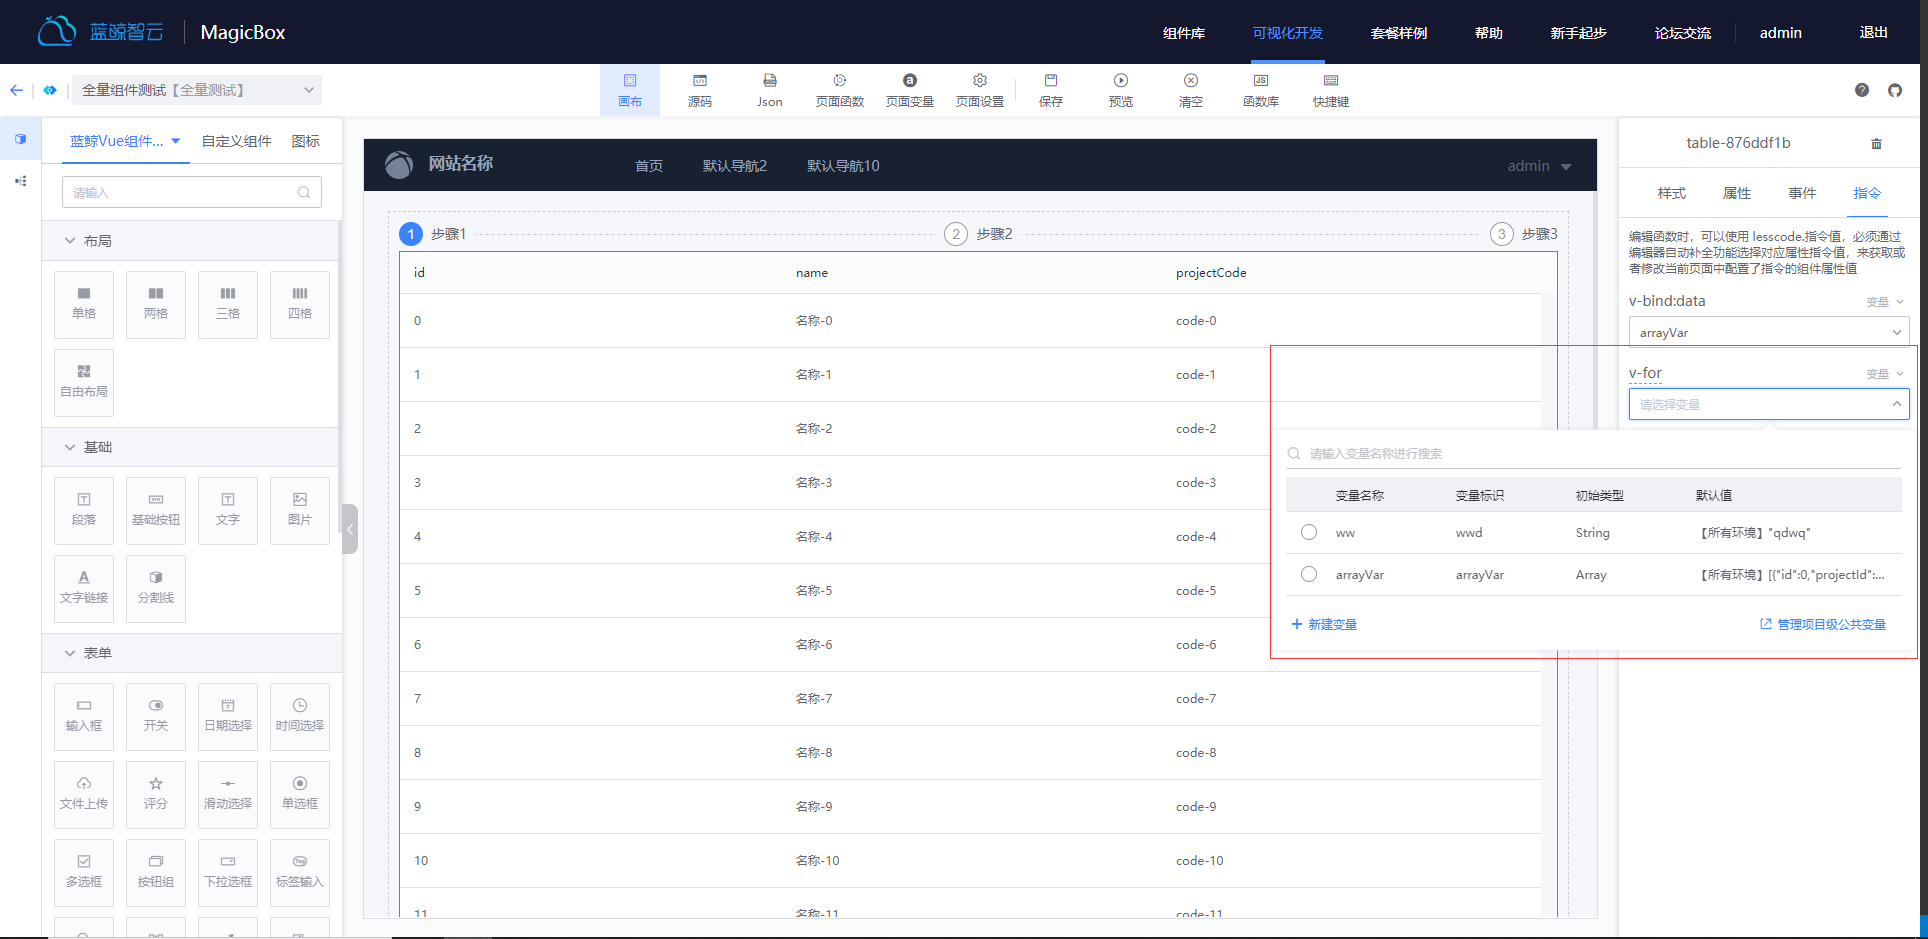 蓝鲸智云
MagicBox
组件库
可视化开发
套餐样例
帮助
新手起步
论坛交流
admin
退出
全量组件测试【全量测试】
画布
源码
Json
页面函数
页面变量
页面设置
保存
预览
清空
函数库
快捷键
蓝鲸Vue组件...
自定义组件
图标
请输入
布局
单格
两格
三格
四格
自由布局
基础
段落
基础按钮
文字
图片
文字链接
分割线
表单
输入框
开关
日期选择
时间选择
文件上传
评分
滑动选择
单选框
多选框
按钮组
下拉选框
标签输入
网站名称
首页
默认导航2
默认导航10
admin
1 步骤1
2 步骤2
3 步骤3
id name projectCode
0 名称-0 code-0
1 名称-1 code-1
2 名称-2 code-2
3 名称-3 code-3
4 名称-4 code-4
5 名称-5 code-5
6 名称-6 code-6
7 名称-7 code-7
8 名称-8 code-8
9 名称-9 code-9
10 名称-10 code-10
11 名称-11 code-11
table-876ddf1b
样式
属性
事件
指令
编辑函数时，可以使用 lesscode.指令值，必须通过
编辑器自动补全功能选择对应属性指令值，来获取或
者修改当前页面中配置了指令的组件属性值
v-bind:data 变量
arrayVar
v-for 变量
请选择变量
请输入变量名称进行搜索
变量名称 变量标识 初始类型 默认值
ww wwd String 【所有环境】"qdwq"
arrayVar arrayVar Array 【所有环境】[{"id":0,"projectId":...
新建变量
管理项目级公共变量